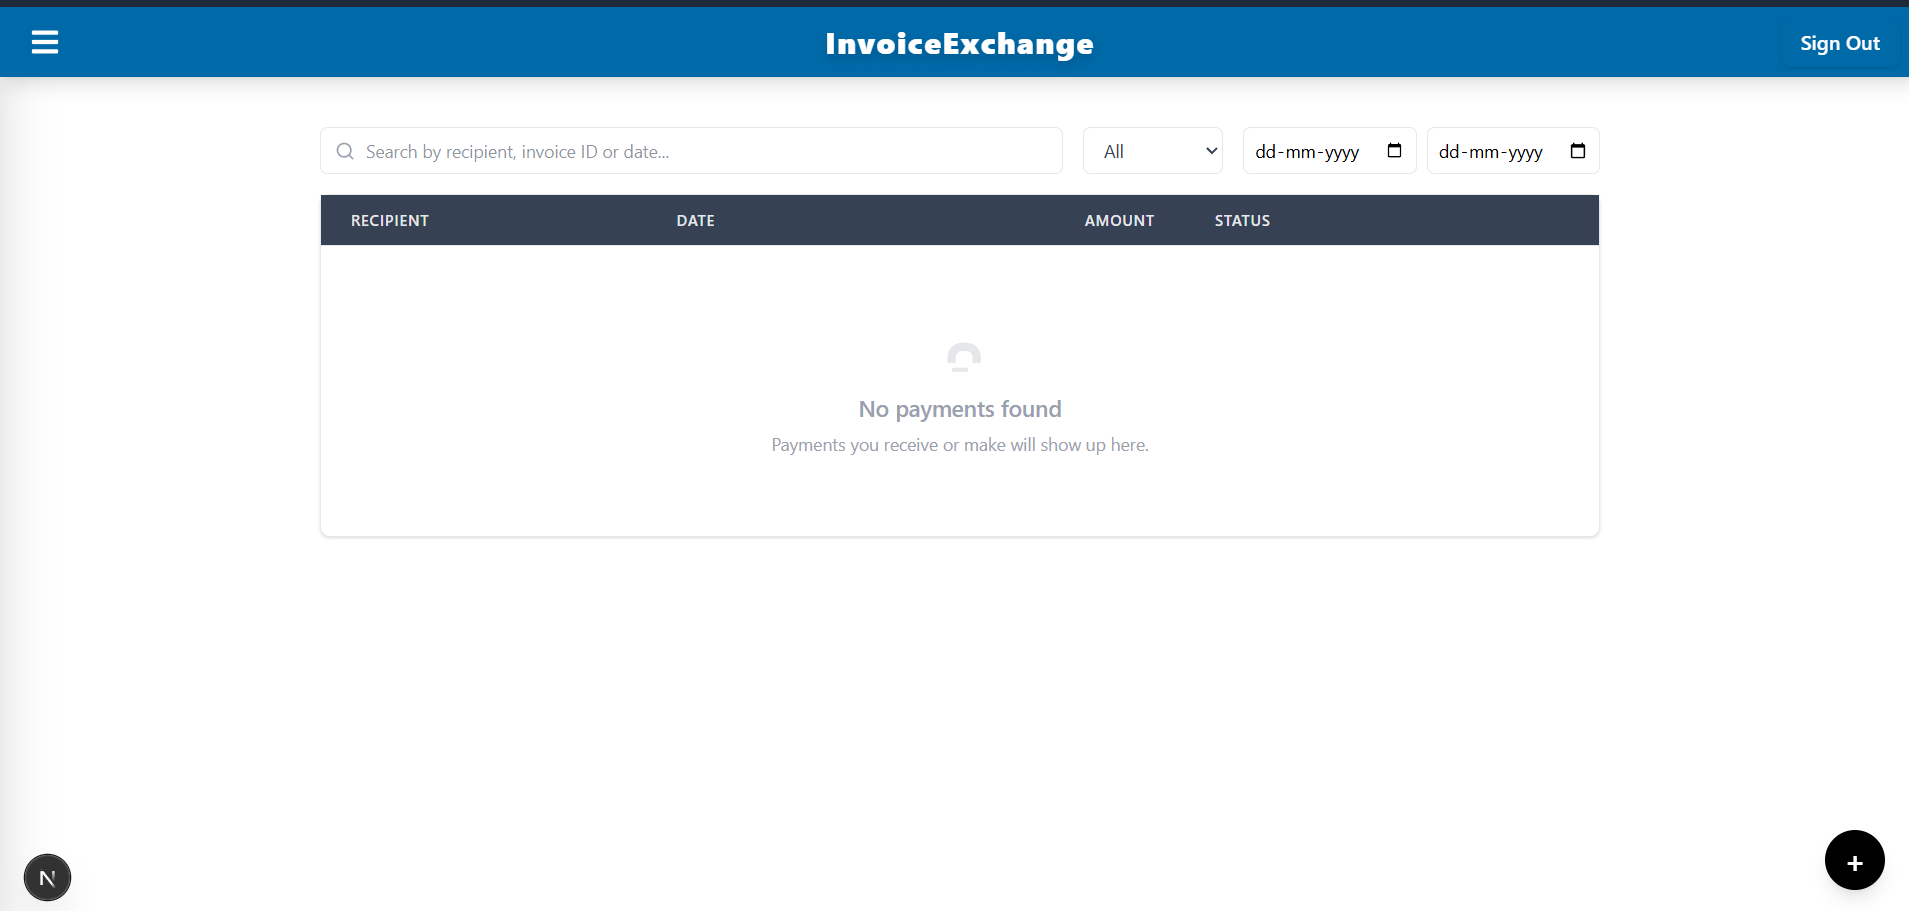 InvoiceExchange
Sign Out
Search by recipient, invoice ID or date...
All
dd-mm-yyyy
dd-mm-yyyy
RECIPIENT DATE AMOUNT STATUS
No payments found
Payments you receive or make will show up here.
N
+